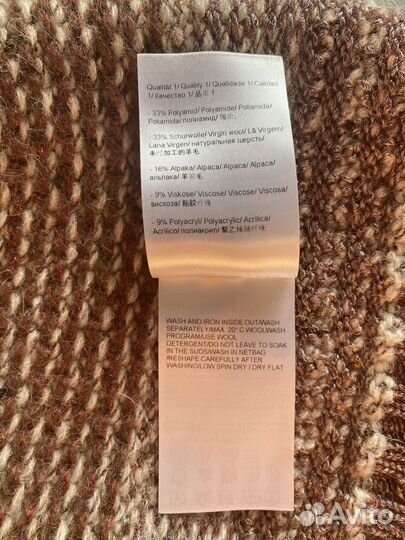 Qualität 1/ Quality 1/ Qualidade 1/ Calidad
1/ Качество 1/ 品质 1
- 33% Polyamid/ Polyamide/ Poliamida/
Poliamida/ полиамид/ 锦纶
- 33% Schurwolle/ Virgin wool/ Lã Virgem/
Lana Virgen/ натуральная шерсть/
未经加工的羊毛
- 16% Alpaka/ Alpaca/ Alpaca/ Alpaca/
альпака/ 羊驼毛
- 9% Viskose/ Viscose/ Viscose/ Viscosa/
вискоза/ 黏胶纤维
- 9% Polyacryl/ Polyacrylic/ Acrílica/
Acrílico/ полиакрил/ 聚乙烯腈纤维
WASH AND IRON INSIDE OUT/WASH
SEPARATELY/MAX. 20° C WOOLWASH
PROGRAM/USE WOOL
DETERGENT/DO NOT LEAVE TO SOAK
IN THE SUDS/WASH IN NETBAG
/RESHAPE CAREFULLY AFTER
WASHING/LOW SPIN DRY / DRY FLAT
Avito